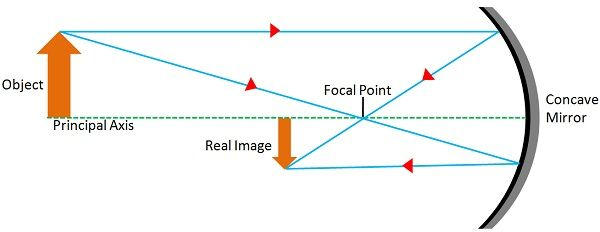 Object
Focal Point
Concave
Mirror
Principal Axis
Real Image